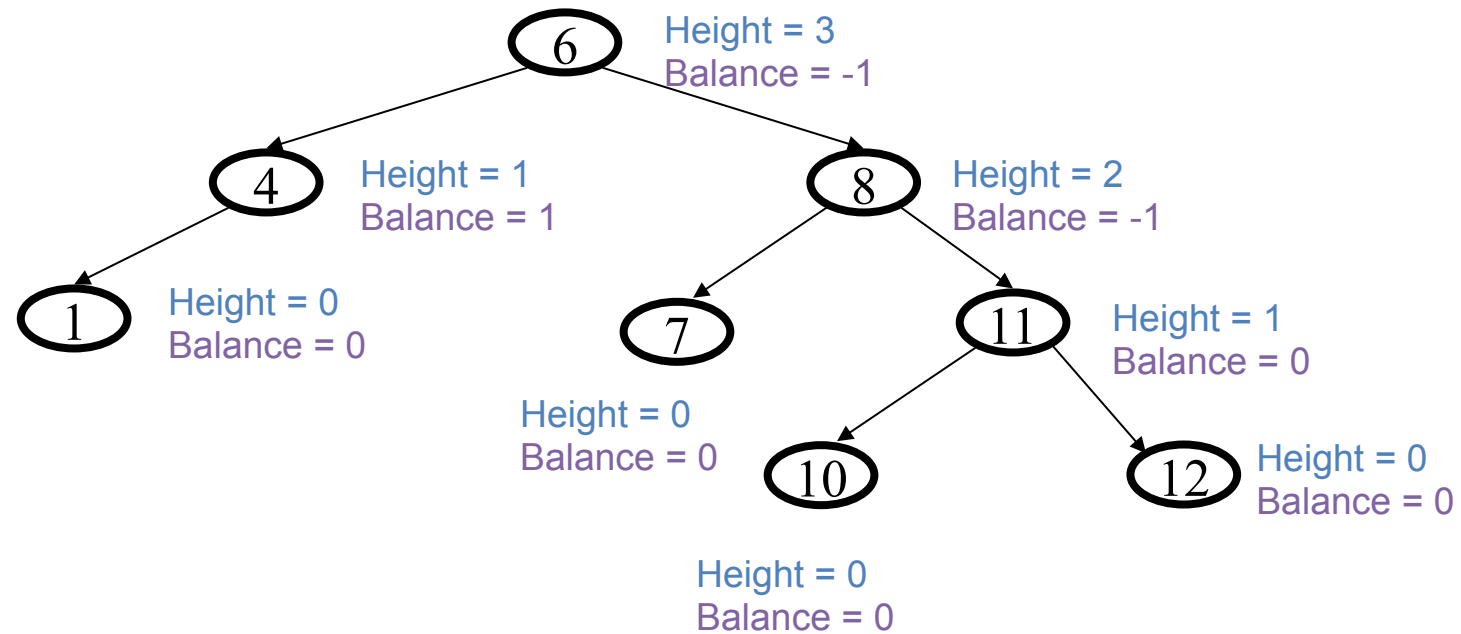 6
Height = 3
Balance = -1
4
Height = 1
Balance = 1
8
Height = 2
Balance = -1
1
Height = 0
Balance = 0
7
Height = 0
Balance = 0
11
Height = 1
Balance = 0
10
Height = 0
Balance = 0
12
Height = 0
Balance = 0